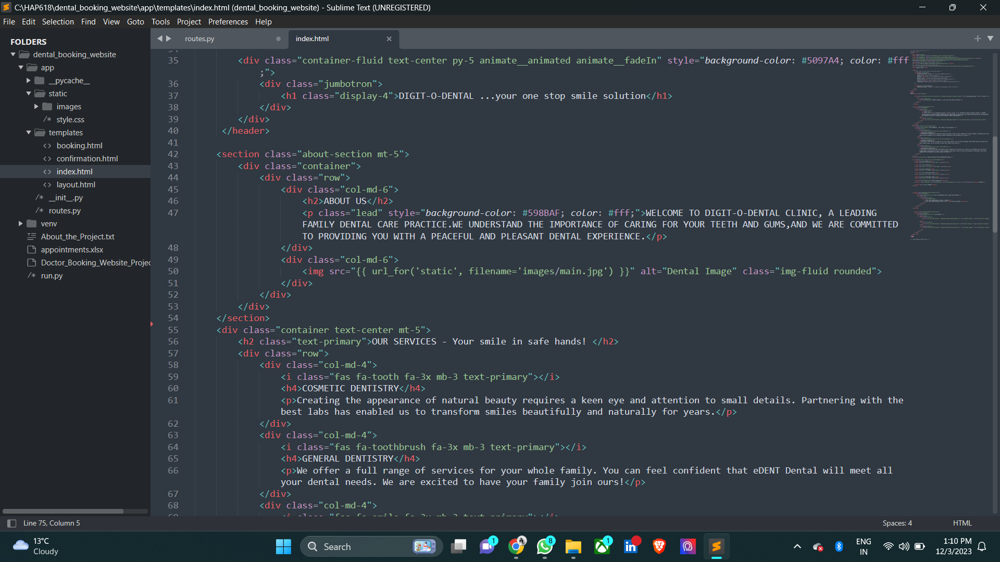 C:\HAP618\dental_booking_website\app\templates\index.html (dental_booking_website) - Sublime Text (UNREGISTERED)
File Edit Selection Find View Goto Tools Project Preferences Help
FOLDERS
dental_booking_website
app
__pycache__
static
images
/* style.css
templates
<> booking.html
<> confirmation.html
<> index.html
<> layout.html
/* __init__.py
/* routes.py
venv
About_the_Project.txt
appointments.xlsx
Doctor_Booking_Website_Projec
/* run.py
routes.py
index.html
35 <div class="container-fluid text-center py-5 animate__animated animate__fadeIn" style="background-color: #5097A4; color: #fff
;">
36 <div class="jumbotron">
37 <h1 class="display-4">DIGIT-O-DENTAL ...your one stop smile solution</h1>
38 </div>
39 </div>
40 </header>
41
42 <section class="about-section mt-5">
43 <div class="container">
44 <div class="row">
45 <div class="col-md-6">
46 <h2>ABOUT US</h2>
47 <p class="lead" style="background-color: #598BAF; color: #fff;">WELCOME TO DIGIT-O-DENTAL CLINIC, A LEADING
FAMILY DENTAL CARE PRACTICE.WE UNDERSTAND THE IMPORTANCE OF CARING FOR YOUR TEETH AND GUMS,AND WE ARE COMMITTED
TO PROVIDING YOU WITH A PEACEFUL AND PLEASANT DENTAL EXPERIENCE.</p>
48 </div>
49 <div class="col-md-6">
50 <img src="{{ url_for('static', filename='images/main.jpg') }}" alt="Dental Image" class="img-fluid rounded">
51 </div>
52 </div>
53 </div>
54 </section>
55 <div class="container text-center mt-5">
56 <h2 class="text-primary">OUR SERVICES - Your smile in safe hands! </h2>
57 <div class="row">
58 <div class="col-md-4">
59 <i class="fas fa-tooth fa-3x mb-3 text-primary"></i>
60 <h4>COSMETIC DENTISTRY</h4>
61 <p>Creating the appearance of natural beauty requires a keen eye and attention to small details. Partnering with the
best labs has enabled us to transform smiles beautifully and naturally for years.</p>
62 </div>
63 <div class="col-md-4">
64 <i class="fas fa-toothbrush fa-3x mb-3 text-primary"></i>
65 <h4>GENERAL DENTISTRY</h4>
66 <p>We offer a full range of services for your whole family. You can feel confident that eDENT Dental will meet all
your dental needs. We are excited to have your family join ours!</p>
67 </div>
68 <div class="col-md-4">
Line 75, Column 5
Spaces: 4
HTML
13°C
Cloudy
Search
1
8
1
ENG
IN
1:10 PM
12/3/2023